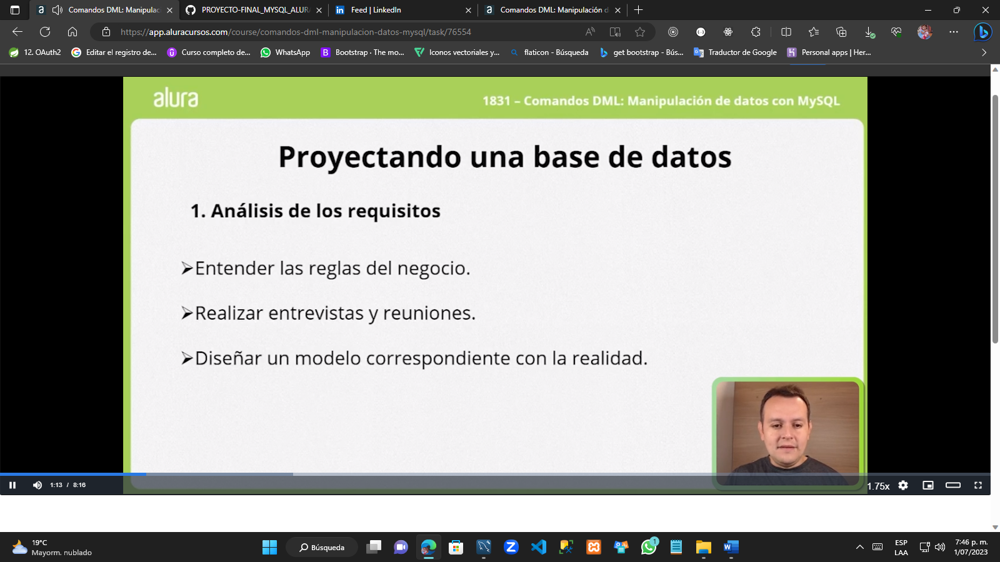 Comandos DML: Manipulac
PROYECTO-FINAL_MYSQL_ALURA
Feed | LinkedIn
Comandos DML: Manipulación d
https://app.aluracursos.com/course/comandos-dml-manipulacion-datos-mysql/task/76554
12. OAuth2
Editar el registro de...
Curso completo de...
WhatsApp
Bootstrap · The mo...
Iconos vectoriales y...
flaticon - Búsqueda
get bootstrap - Bús...
Traductor de Google
Personal apps | Her...
alura
1831 – Comandos DML: Manipulación de datos con MySQL
Proyectando una base de datos
1. Análisis de los requisitos
➢Entender las reglas del negocio.
➢Realizar entrevistas y reuniones.
➢Diseñar un modelo correspondiente con la realidad.
1:13 / 8:16
1.75x
19°C
Mayorm. nublado
Búsqueda
1
ESP
LAA
7:46 p. m.
1/07/2023